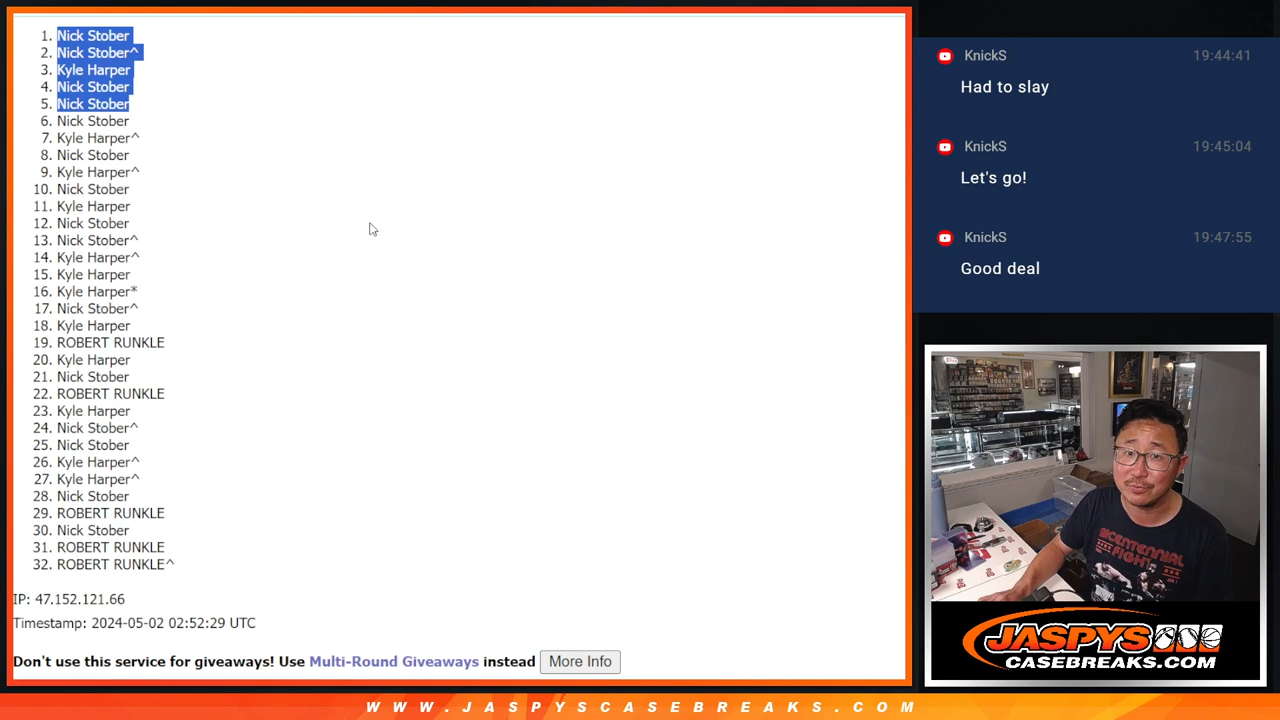 1. Nick Stober
2. Nick Stober^
3. Kyle Harper
4. Nick Stober
5. Nick Stober
6. Nick Stober
7. Kyle Harper^
8. Nick Stober
9. Kyle Harper^
10. Nick Stober
11. Kyle Harper
12. Nick Stober
13. Nick Stober^
14. Kyle Harper^
15. Kyle Harper
16. Kyle Harper*
17. Nick Stober^
18. Kyle Harper
19. ROBERT RUNKLE
20. Kyle Harper
21. Nick Stober
22. ROBERT RUNKLE
23. Kyle Harper
24. Nick Stober^
25. Nick Stober
26. Kyle Harper^
27. Kyle Harper^
28. Nick Stober
29. ROBERT RUNKLE
30. Nick Stober
31. ROBERT RUNKLE
32. ROBERT RUNKLE^
IP: 47.152.121.66
Timestamp: 2024-05-02 02:52:29 UTC
Don't use this service for giveaways! Use Multi-Round Giveaways instead More Info
KnickS 19:44:41
Had to slay
KnickS 19:45:04
Let's go!
KnickS 19:47:55
Good deal
BICENTENNIAL
FIGHT
JASPYS
CASEBREAKS.COM
WWW.JASPYSCASEBREAKS.COM